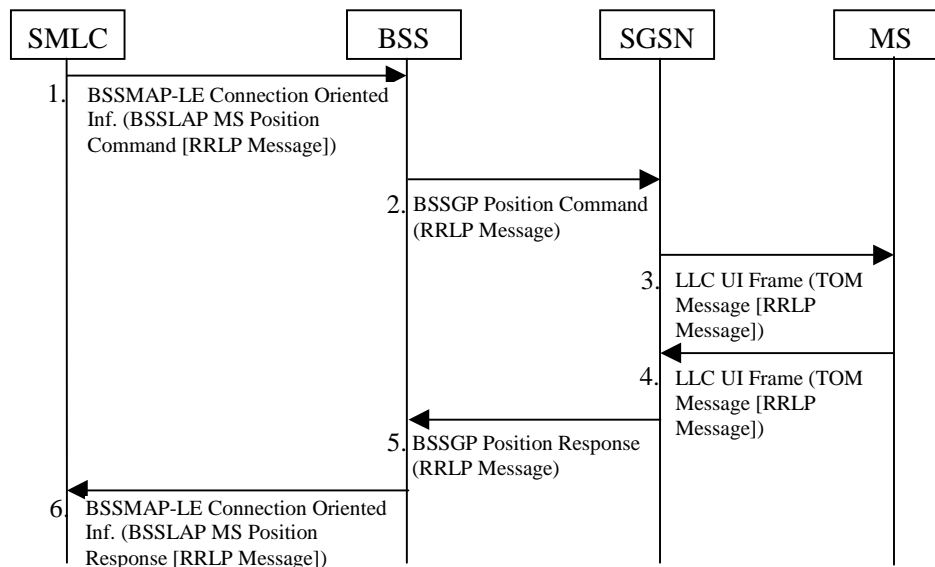 SMLC BSS SGSN MS
1. BSSMAP-LE Connection Oriented
Inf. (BSSLAP MS Position
Command [RRLP Message])
2. BSSGP Position Command
(RRLP Message)
3. LLC UI Frame (TOM
Message [RRLP
Message])
4. LLC UI Frame (TOM
Message [RRLP
Message])
5. BSSGP Position Response
(RRLP Message)
6. BSSMAP-LE Connection Oriented
Inf. (BSSLAP MS Position
Response [RRLP Message])